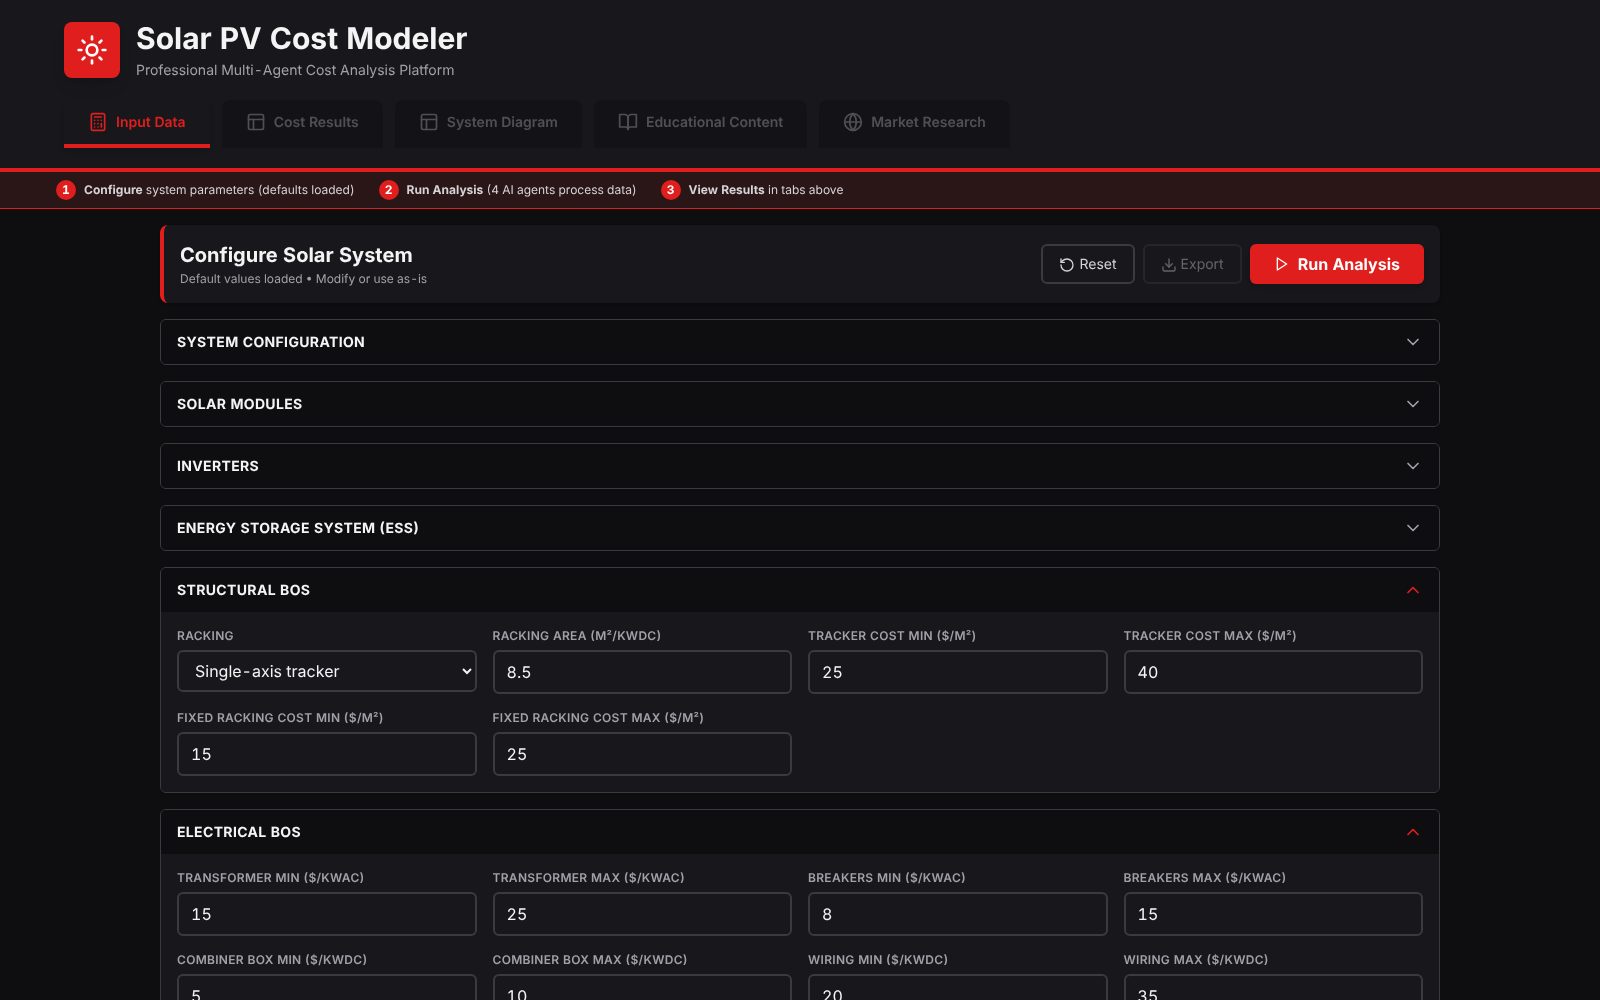 Solar PV Cost Modeler
Professional Multi-Agent Cost Analysis Platform
Input Data
Cost Results
System Diagram
Educational Content
Market Research
1 Configure system parameters (defaults loaded)
2 Run Analysis (4 AI agents process data)
3 View Results in tabs above
Configure Solar System
Default values loaded • Modify or use as-is
Reset
Export
Run Analysis
SYSTEM CONFIGURATION
SOLAR MODULES
INVERTERS
ENERGY STORAGE SYSTEM (ESS)
STRUCTURAL BOS
RACKING
RACKING AREA (M²/KWDC)
TRACKER COST MIN ($/M²)
TRACKER COST MAX ($/M²)
Single-axis tracker
8.5
25
40
FIXED RACKING COST MIN ($/M²)
FIXED RACKING COST MAX ($/M²)
15
25
ELECTRICAL BOS
TRANSFORMER MIN ($/KWAC)
TRANSFORMER MAX ($/KWAC)
BREAKERS MIN ($/KWAC)
BREAKERS MAX ($/KWAC)
15
25
8
15
COMBINER BOX MIN ($/KWDC)
COMBINER BOX MAX ($/KWDC)
WIRING MIN ($/KWDC)
WIRING MAX ($/KWDC)
5
10
20
35